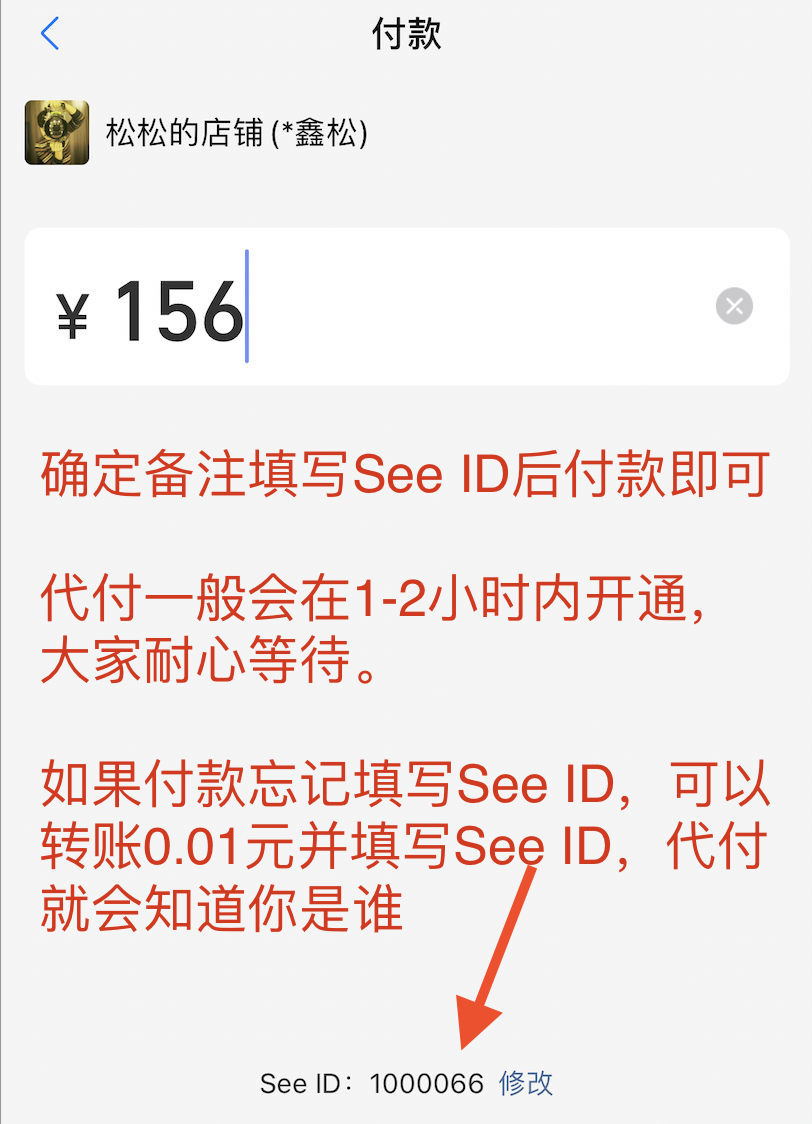 付款
松松的店铺(*鑫松)
¥ 156
确定备注填写See ID后付款即可
代付一般会在1-2小时内开通，
大家耐心等待。
如果付款忘记填写See ID，可以
转账0.01元并填写See ID，代付
就会知道你是谁
See ID：1000066 修改